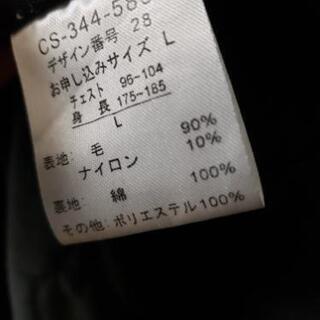 CS-344-58
デザイン番号 28
お申し込みサイズ L
チェスト 96-104
身 長 175-185
L
表地: 毛 90%
ナイロン 10%
裏地: 綿 100%
その他: ポリエステル100%